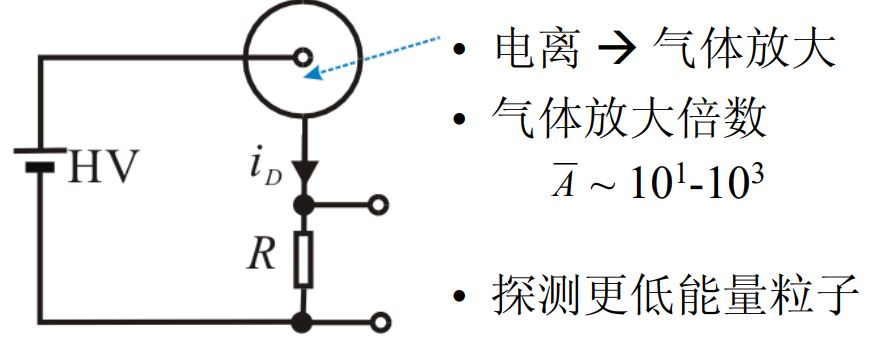 • 电离 → 气体放大
• 气体放大倍数
A̅ ~ 10¹-10³
HV
i_D
R
• 探测更低能量粒子